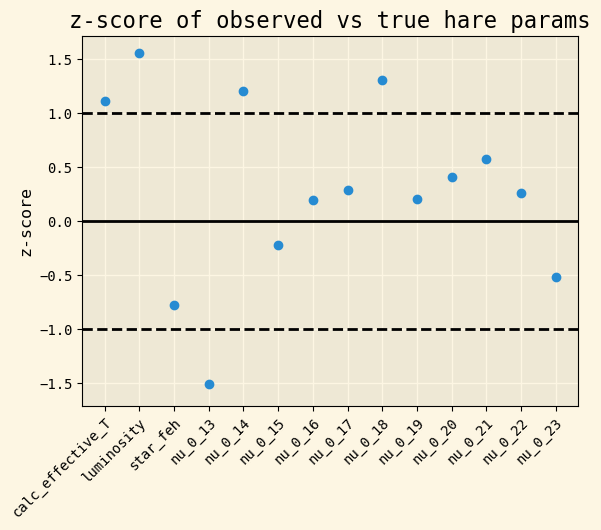 z-score of observed vs true hare params
z-score
1.5
1.0
0.5
0.0
−0.5
−1.0
−1.5
calc_effective_T
luminosity
star_feh
nu_0_13
nu_0_14
nu_0_15
nu_0_16
nu_0_17
nu_0_18
nu_0_19
nu_0_20
nu_0_21
nu_0_22
nu_0_23